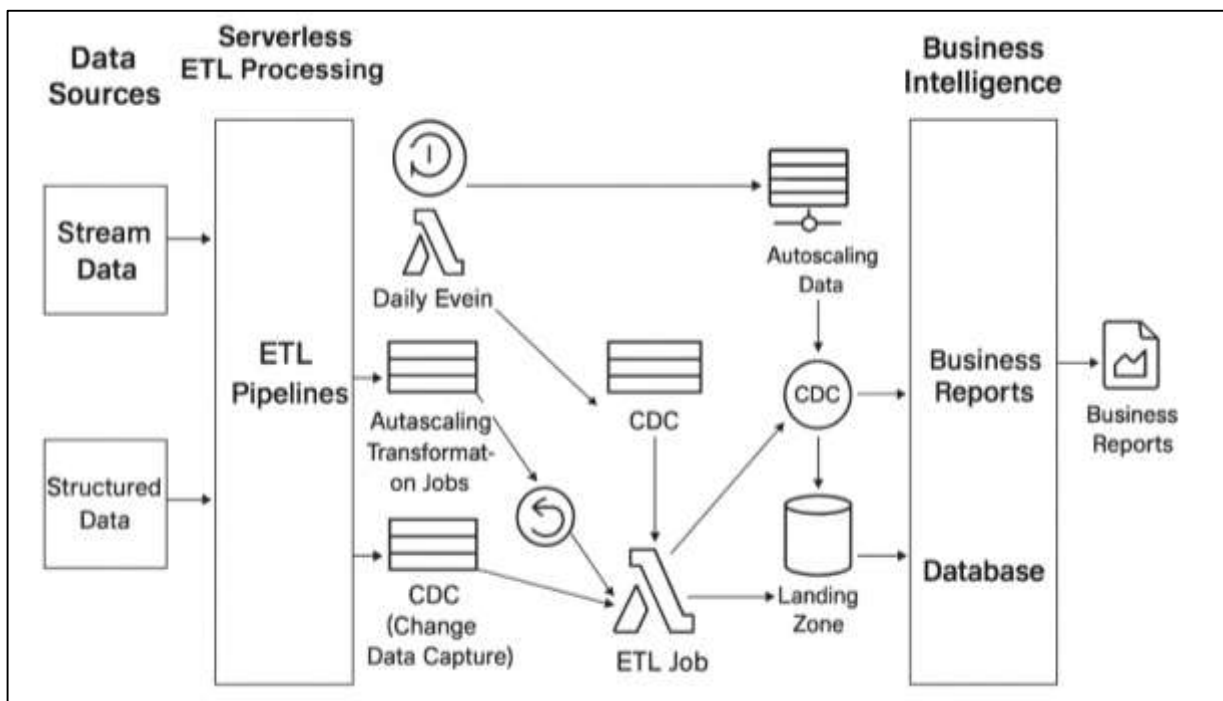 Data
Sources
Serverless
ETL Processing
Business
Intelligence
Stream
Data
Structured
Data
ETL
Pipelines
Daily Evein
Autascaling
Transformat-
on Jobs
CDC
(Change
Data Capture)
CDC
ETL Job
Autoscaling
Data
CDC
Landing
Zone
Business
Reports
Database
Business
Reports